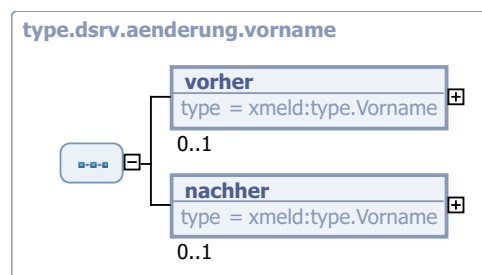 type.dsrv.aenderung.vorname
vorher
type = xmeld:type.Vorname
0..1
nachher
type = xmeld:type.Vorname
0..1